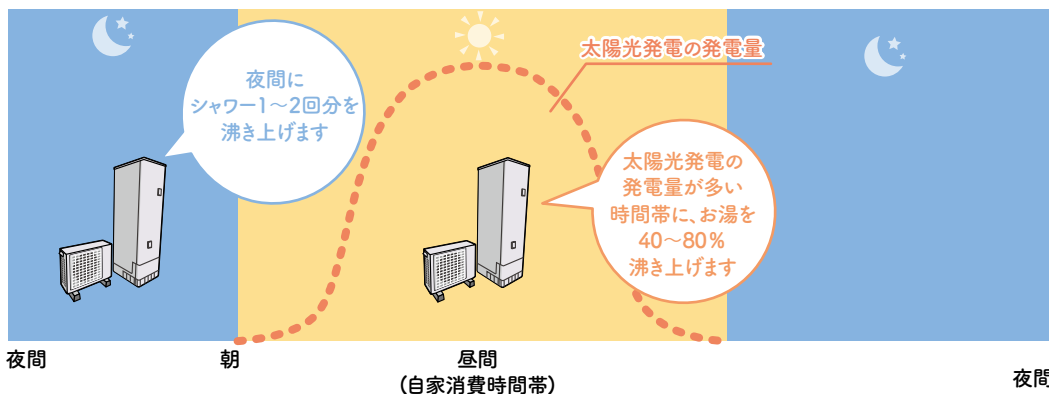 夜間に
シャワー1〜2回分を
沸き上げます
太陽光発電の発電量
太陽光発電の
発電量が多い
時間帯に、お湯を
40〜80%
沸き上げます
夜間
朝
昼間
(自家消費時間帯)
夜間